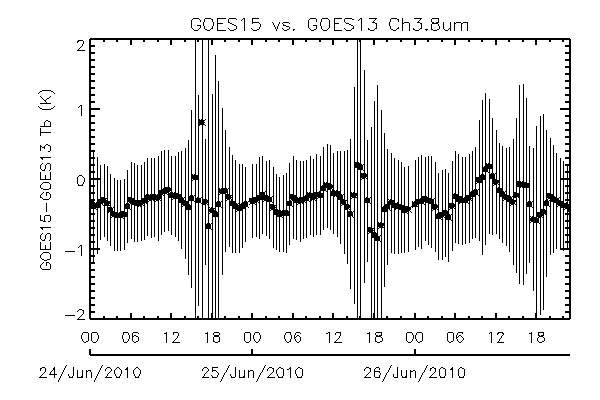 GOES15 vs. GOES13 Ch3.8um
GOES15-GOES13 Tb (K)
2
1
0
-1
-2
00 06 12 18 00 06 12 18 00 06 12 18
24/Jun/2010 25/Jun/2010 26/Jun/2010